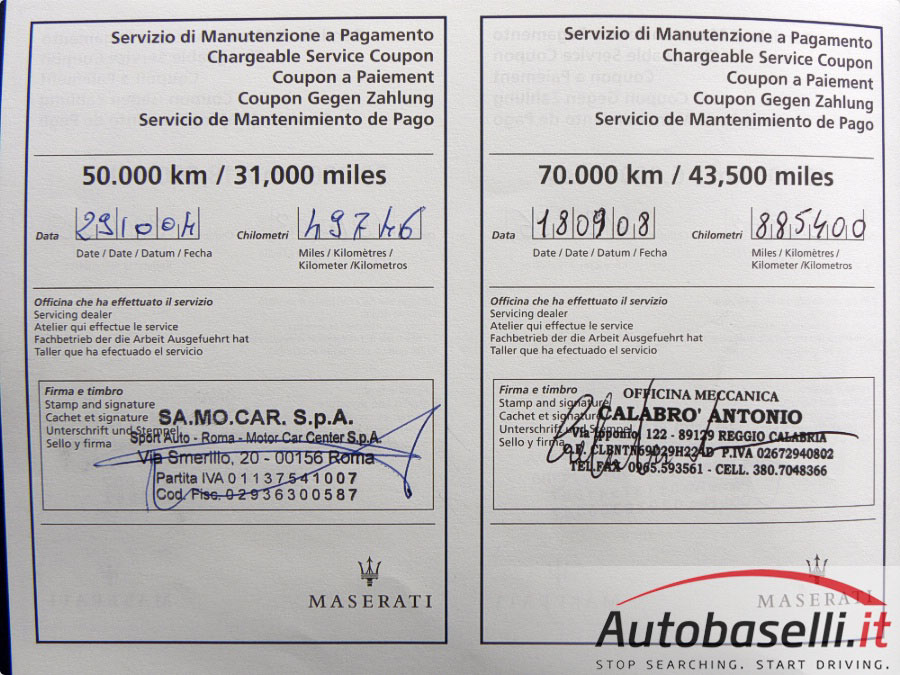 Servizio di Manutenzione a Pagamento
Chargeable Service Coupon
Coupon a Paiement
Coupon Gegen Zahlung
Servicio de Mantenimiento de Pago
50.000 km / 31,000 miles
Data 291004 Chilometri 49746
Date / Date / Datum / Fecha Miles / Kilomètres /
Kilometer /Kilometros
Officina che ha effettuato il servizio
Servicing dealer
Atelier qui effectue le service
Fachbetrieb der die Arbeit Ausgefuehrt hat
Taller que ha efectuado el servicio
Firma e timbro
Stamp and signature
Cachet et signature
Unterschrift und Stempel
Sello y firma
SA.MO.CAR. S.p.A.
Sport Auto - Roma - Motor Car Center S.p.A.
Via Smerillo, 20 - 00156 Roma
Partita IVA 01137541007
Cod. Fisc. 02936300587
MASERATI
Servizio di Manutenzione a Pagamento
Chargeable Service Coupon
Coupon a Paiement
Coupon Gegen Zahlung
Servicio de Mantenimiento de Pago
70.000 km / 43,500 miles
Data 180908 Chilometri 885400
Date / Date / Datum / Fecha Miles / Kilomètres /
Kilometer /Kilometros
Officina che ha effettuato il servizio
Servicing dealer
Atelier qui effectue le service
Fachbetrieb der die Arbeit Ausgefuehrt hat
Taller que ha efectuado el servicio
Firma e timbro
Stamp and signature
Cachet et signature
Unterschrift und
Sello y firma
OFFICINA MECCANICA
CALABRO' ANTONIO
Via Ipponio, 122 - 89129 REGGIO CALABRIA
C.F. CLBNTN69D29H224D P.IVA 02672940802
TEL.FAX 0965.593561 - CELL. 380.7048366
MASERATI
Autobaselli.it
STOP SEARCHING. START DRIVING.